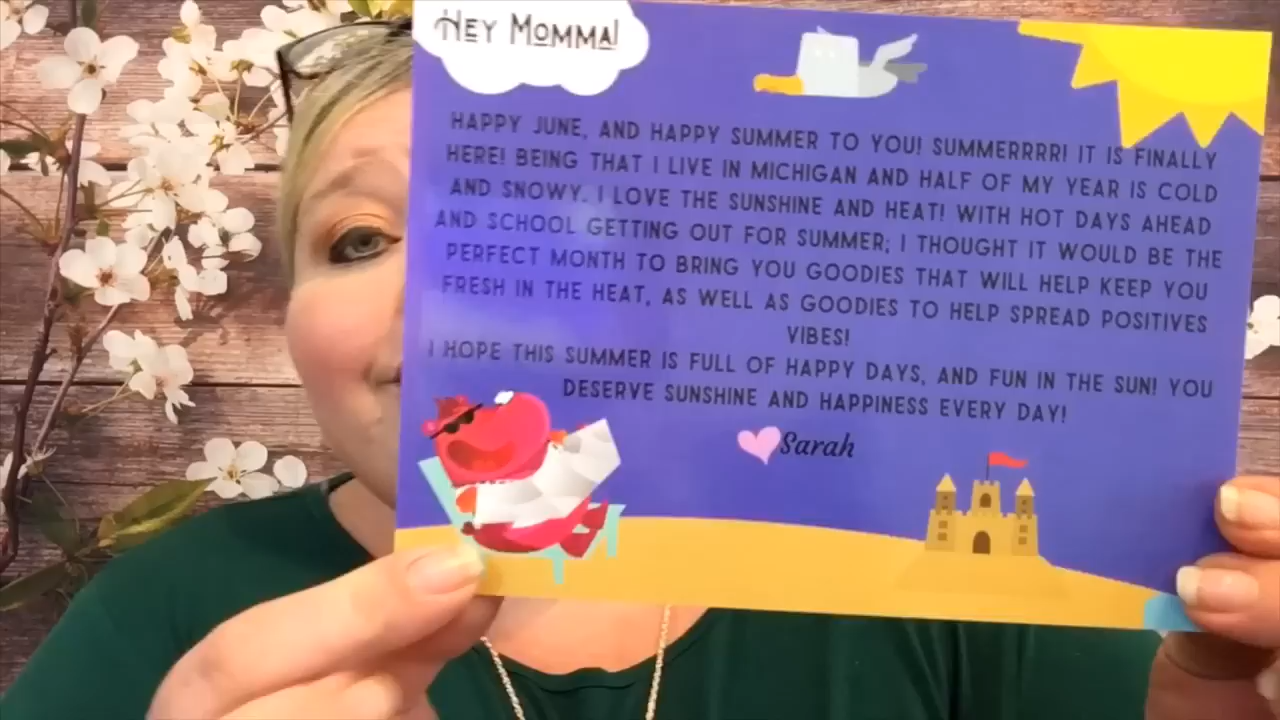 HEY MOMMA!
HAPPY JUNE, AND HAPPY SUMMER TO YOU! SUMMERRRR! IT IS FINALLY
HERE! BEING THAT I LIVE IN MICHIGAN AND HALF OF MY YEAR IS COLD
AND SNOWY. I LOVE THE SUNSHINE AND HEAT! WITH HOT DAYS AHEAD
AND SCHOOL GETTING OUT FOR SUMMER; I THOUGHT IT WOULD BE THE
PERFECT MONTH TO BRING YOU GOODIES THAT WILL HELP KEEP YOU
FRESH IN THE HEAT, AS WELL AS GOODIES TO HELP SPREAD POSITIVES
VIBES!
I HOPE THIS SUMMER IS FULL OF HAPPY DAYS, AND FUN IN THE SUN! YOU
DESERVE SUNSHINE AND HAPPINESS EVERY DAY!
Sarah